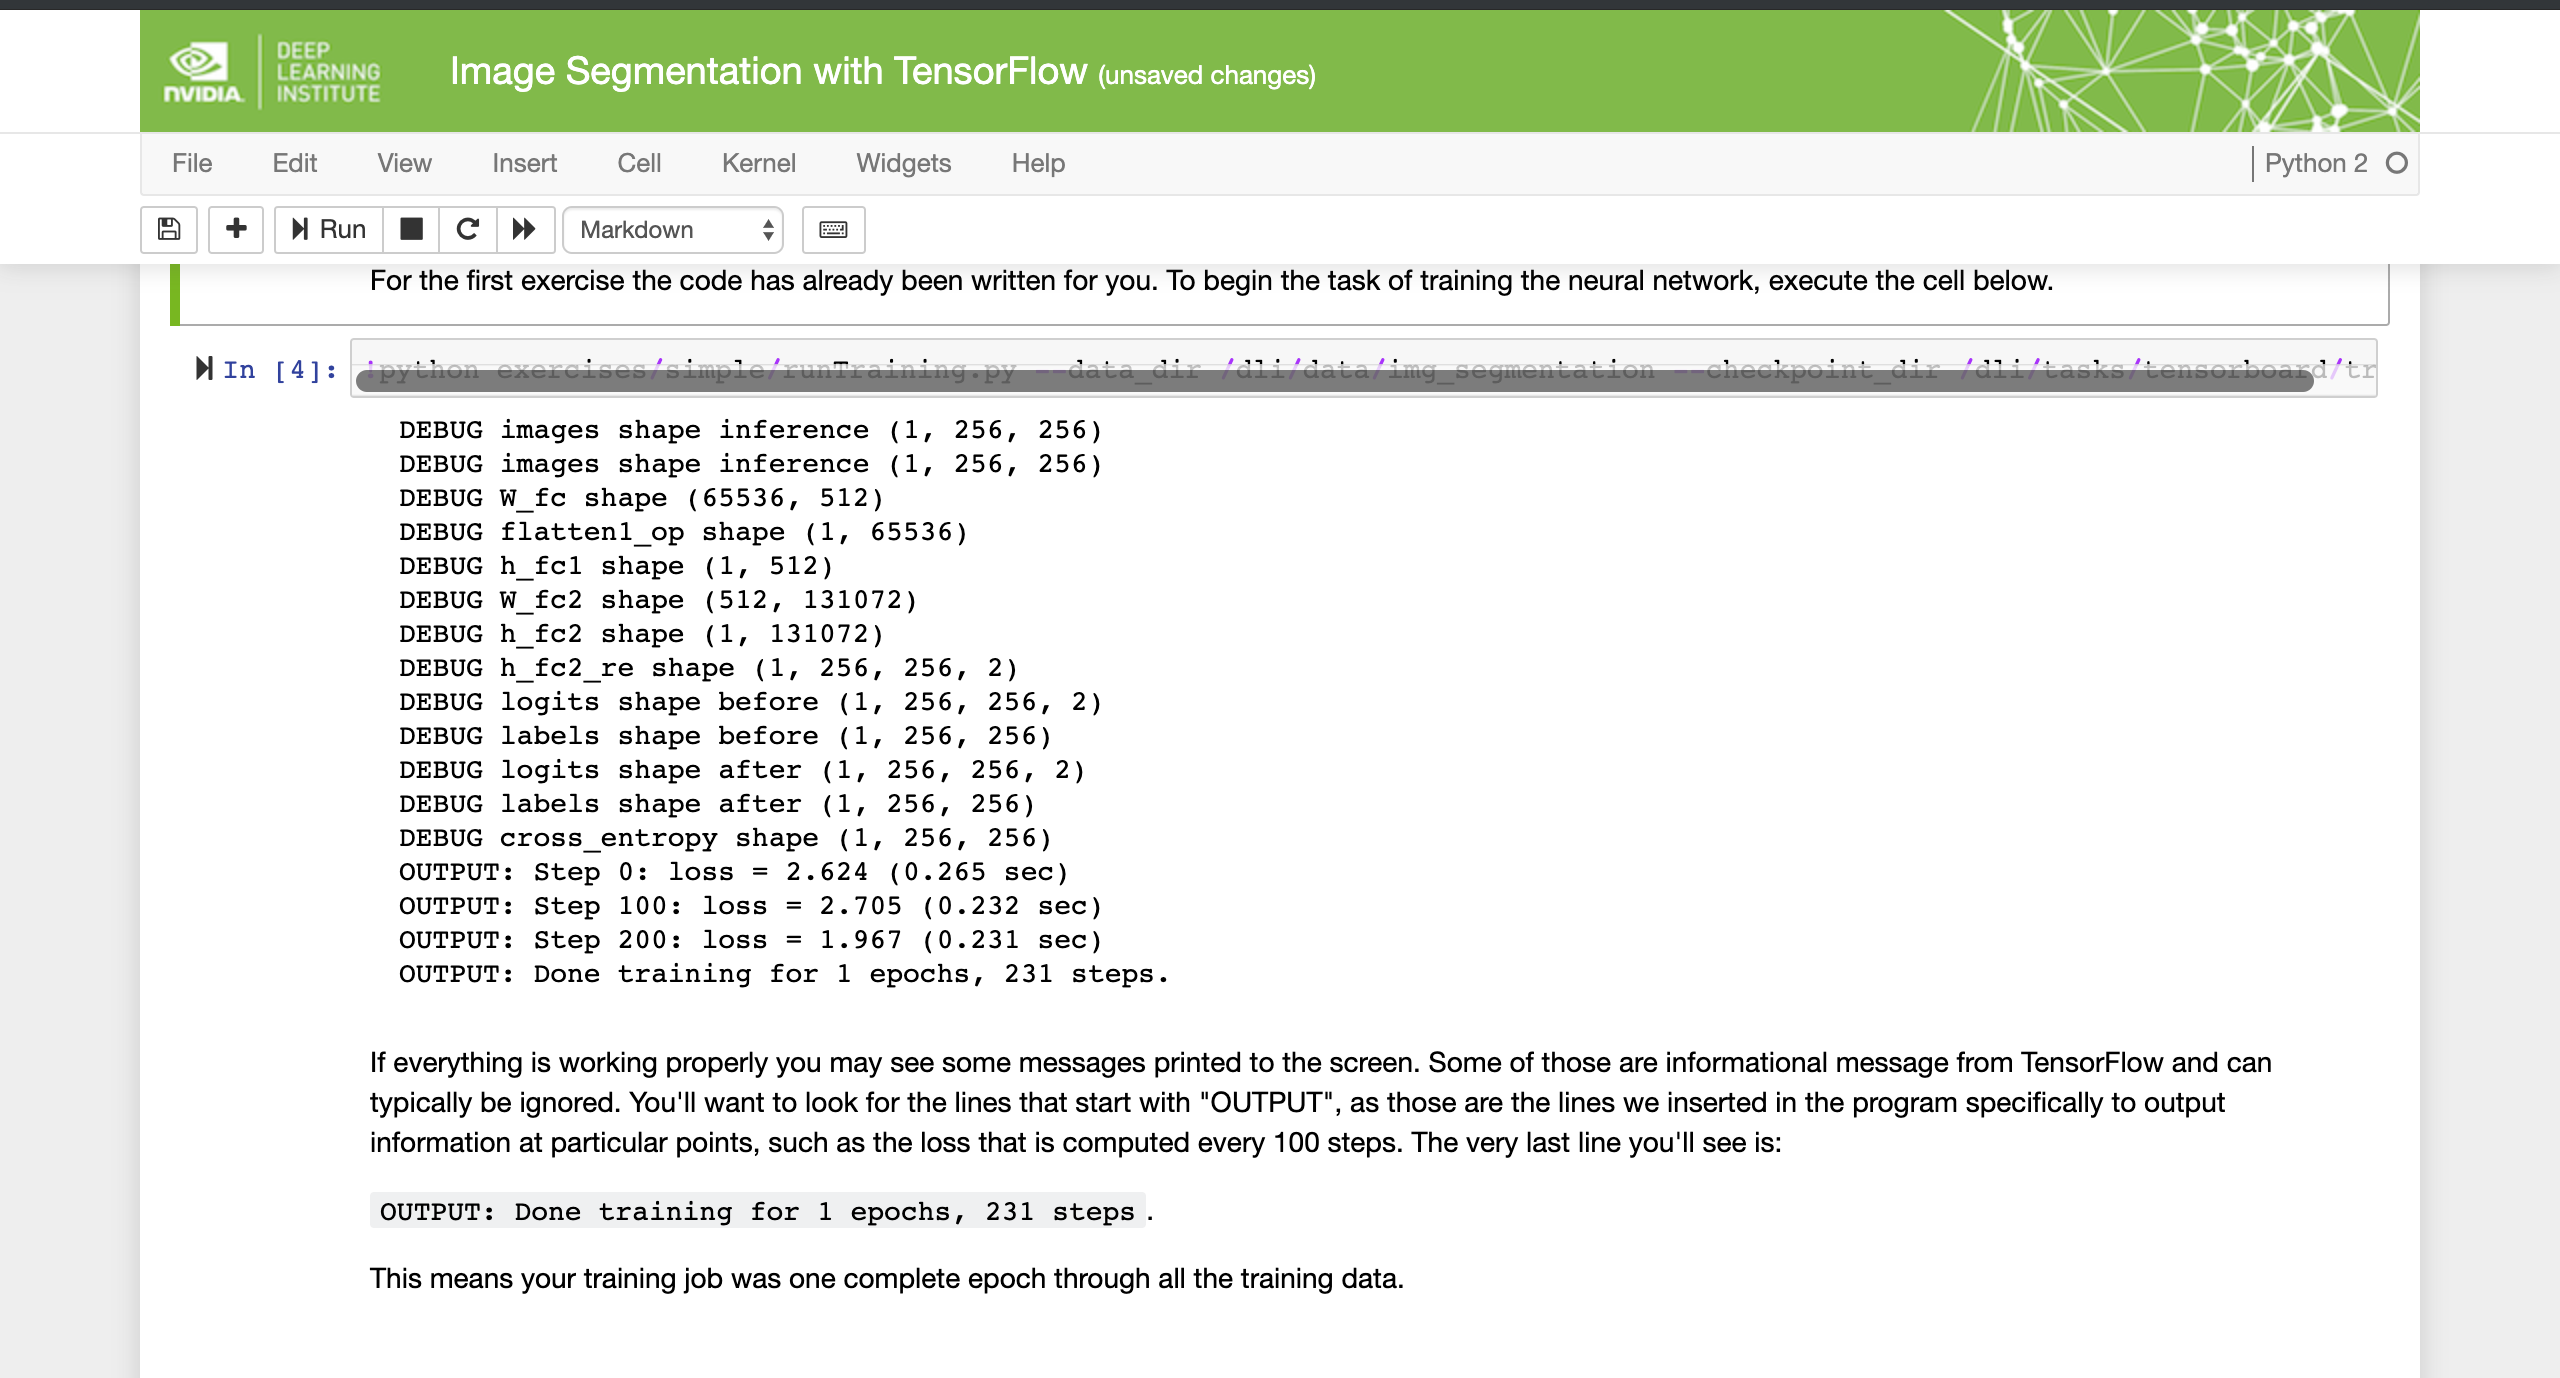 NVIDIA.
DEEP
LEARNING
INSTITUTE
Image Segmentation with TensorFlow (unsaved changes)
File Edit View Insert Cell Kernel Widgets Help Python 2
Run Markdown
For the first exercise the code has already been written for you. To begin the task of training the neural network, execute the cell below.
In [4]: !python exercises/simple/runTraining.py --data_dir /dli/data/img_segmentation --checkpoint_dir /dli/tasks/tensorboard/tr
DEBUG images shape inference (1, 256, 256)
DEBUG images shape inference (1, 256, 256)
DEBUG W_fc shape (65536, 512)
DEBUG flatten1_op shape (1, 65536)
DEBUG h_fc1 shape (1, 512)
DEBUG W_fc2 shape (512, 131072)
DEBUG h_fc2 shape (1, 131072)
DEBUG h_fc2_re shape (1, 256, 256, 2)
DEBUG logits shape before (1, 256, 256, 2)
DEBUG labels shape before (1, 256, 256)
DEBUG logits shape after (1, 256, 256, 2)
DEBUG labels shape after (1, 256, 256)
DEBUG cross_entropy shape (1, 256, 256)
OUTPUT: Step 0: loss = 2.624 (0.265 sec)
OUTPUT: Step 100: loss = 2.705 (0.232 sec)
OUTPUT: Step 200: loss = 1.967 (0.231 sec)
OUTPUT: Done training for 1 epochs, 231 steps.
If everything is working properly you may see some messages printed to the screen. Some of those are informational message from TensorFlow and can
typically be ignored. You'll want to look for the lines that start with "OUTPUT", as those are the lines we inserted in the program specifically to output
information at particular points, such as the loss that is computed every 100 steps. The very last line you'll see is:
OUTPUT: Done training for 1 epochs, 231 steps .
This means your training job was one complete epoch through all the training data.